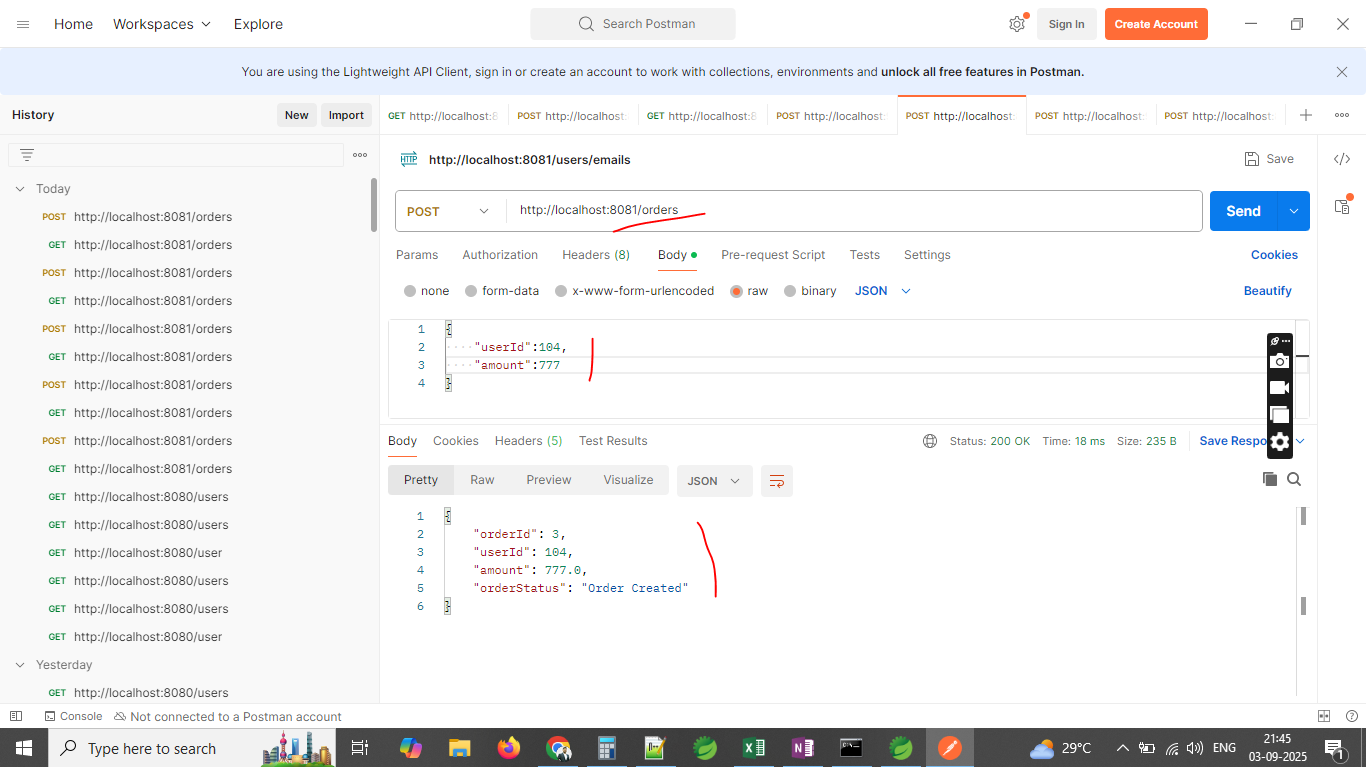 Home Workspaces Explore Search Postman Sign In Create Account
You are using the Lightweight API Client, sign in or create an account to work with collections, environments and unlock all free features in Postman.
History New Import
GET http://localhost:8 POST http://localhost: GET http://localhost:8 POST http://localhost: POST http://localhost: POST http://localhost: POST http://localhost:
HTTP http://localhost:8081/users/emails Save
Today
POST http://localhost:8081/orders
GET http://localhost:8081/orders
POST http://localhost:8081/orders
GET http://localhost:8081/orders
POST http://localhost:8081/orders
GET http://localhost:8081/orders
POST http://localhost:8081/orders
GET http://localhost:8081/orders
POST http://localhost:8081/orders
GET http://localhost:8081/orders
GET http://localhost:8080/users
GET http://localhost:8080/users
GET http://localhost:8080/user
GET http://localhost:8080/users
GET http://localhost:8080/users
GET http://localhost:8080/user
Yesterday
GET http://localhost:8080/users
POST http://localhost:8081/orders Send
Params Authorization Headers (8) Body Pre-request Script Tests Settings Cookies
none form-data x-www-form-urlencoded raw binary JSON Beautify
1 {
2 "userId":104,
3 "amount":777
4 }
Body Cookies Headers (5) Test Results Status: 200 OK Time: 18 ms Size: 235 B Save Respo
Pretty Raw Preview Visualize JSON
1 {
2 "orderId": 3,
3 "userId": 104,
4 "amount": 777.0,
5 "orderStatus": "Order Created"
6 }
Console Not connected to a Postman account
Type here to search 29°C ENG 21:45
03-09-2025 1